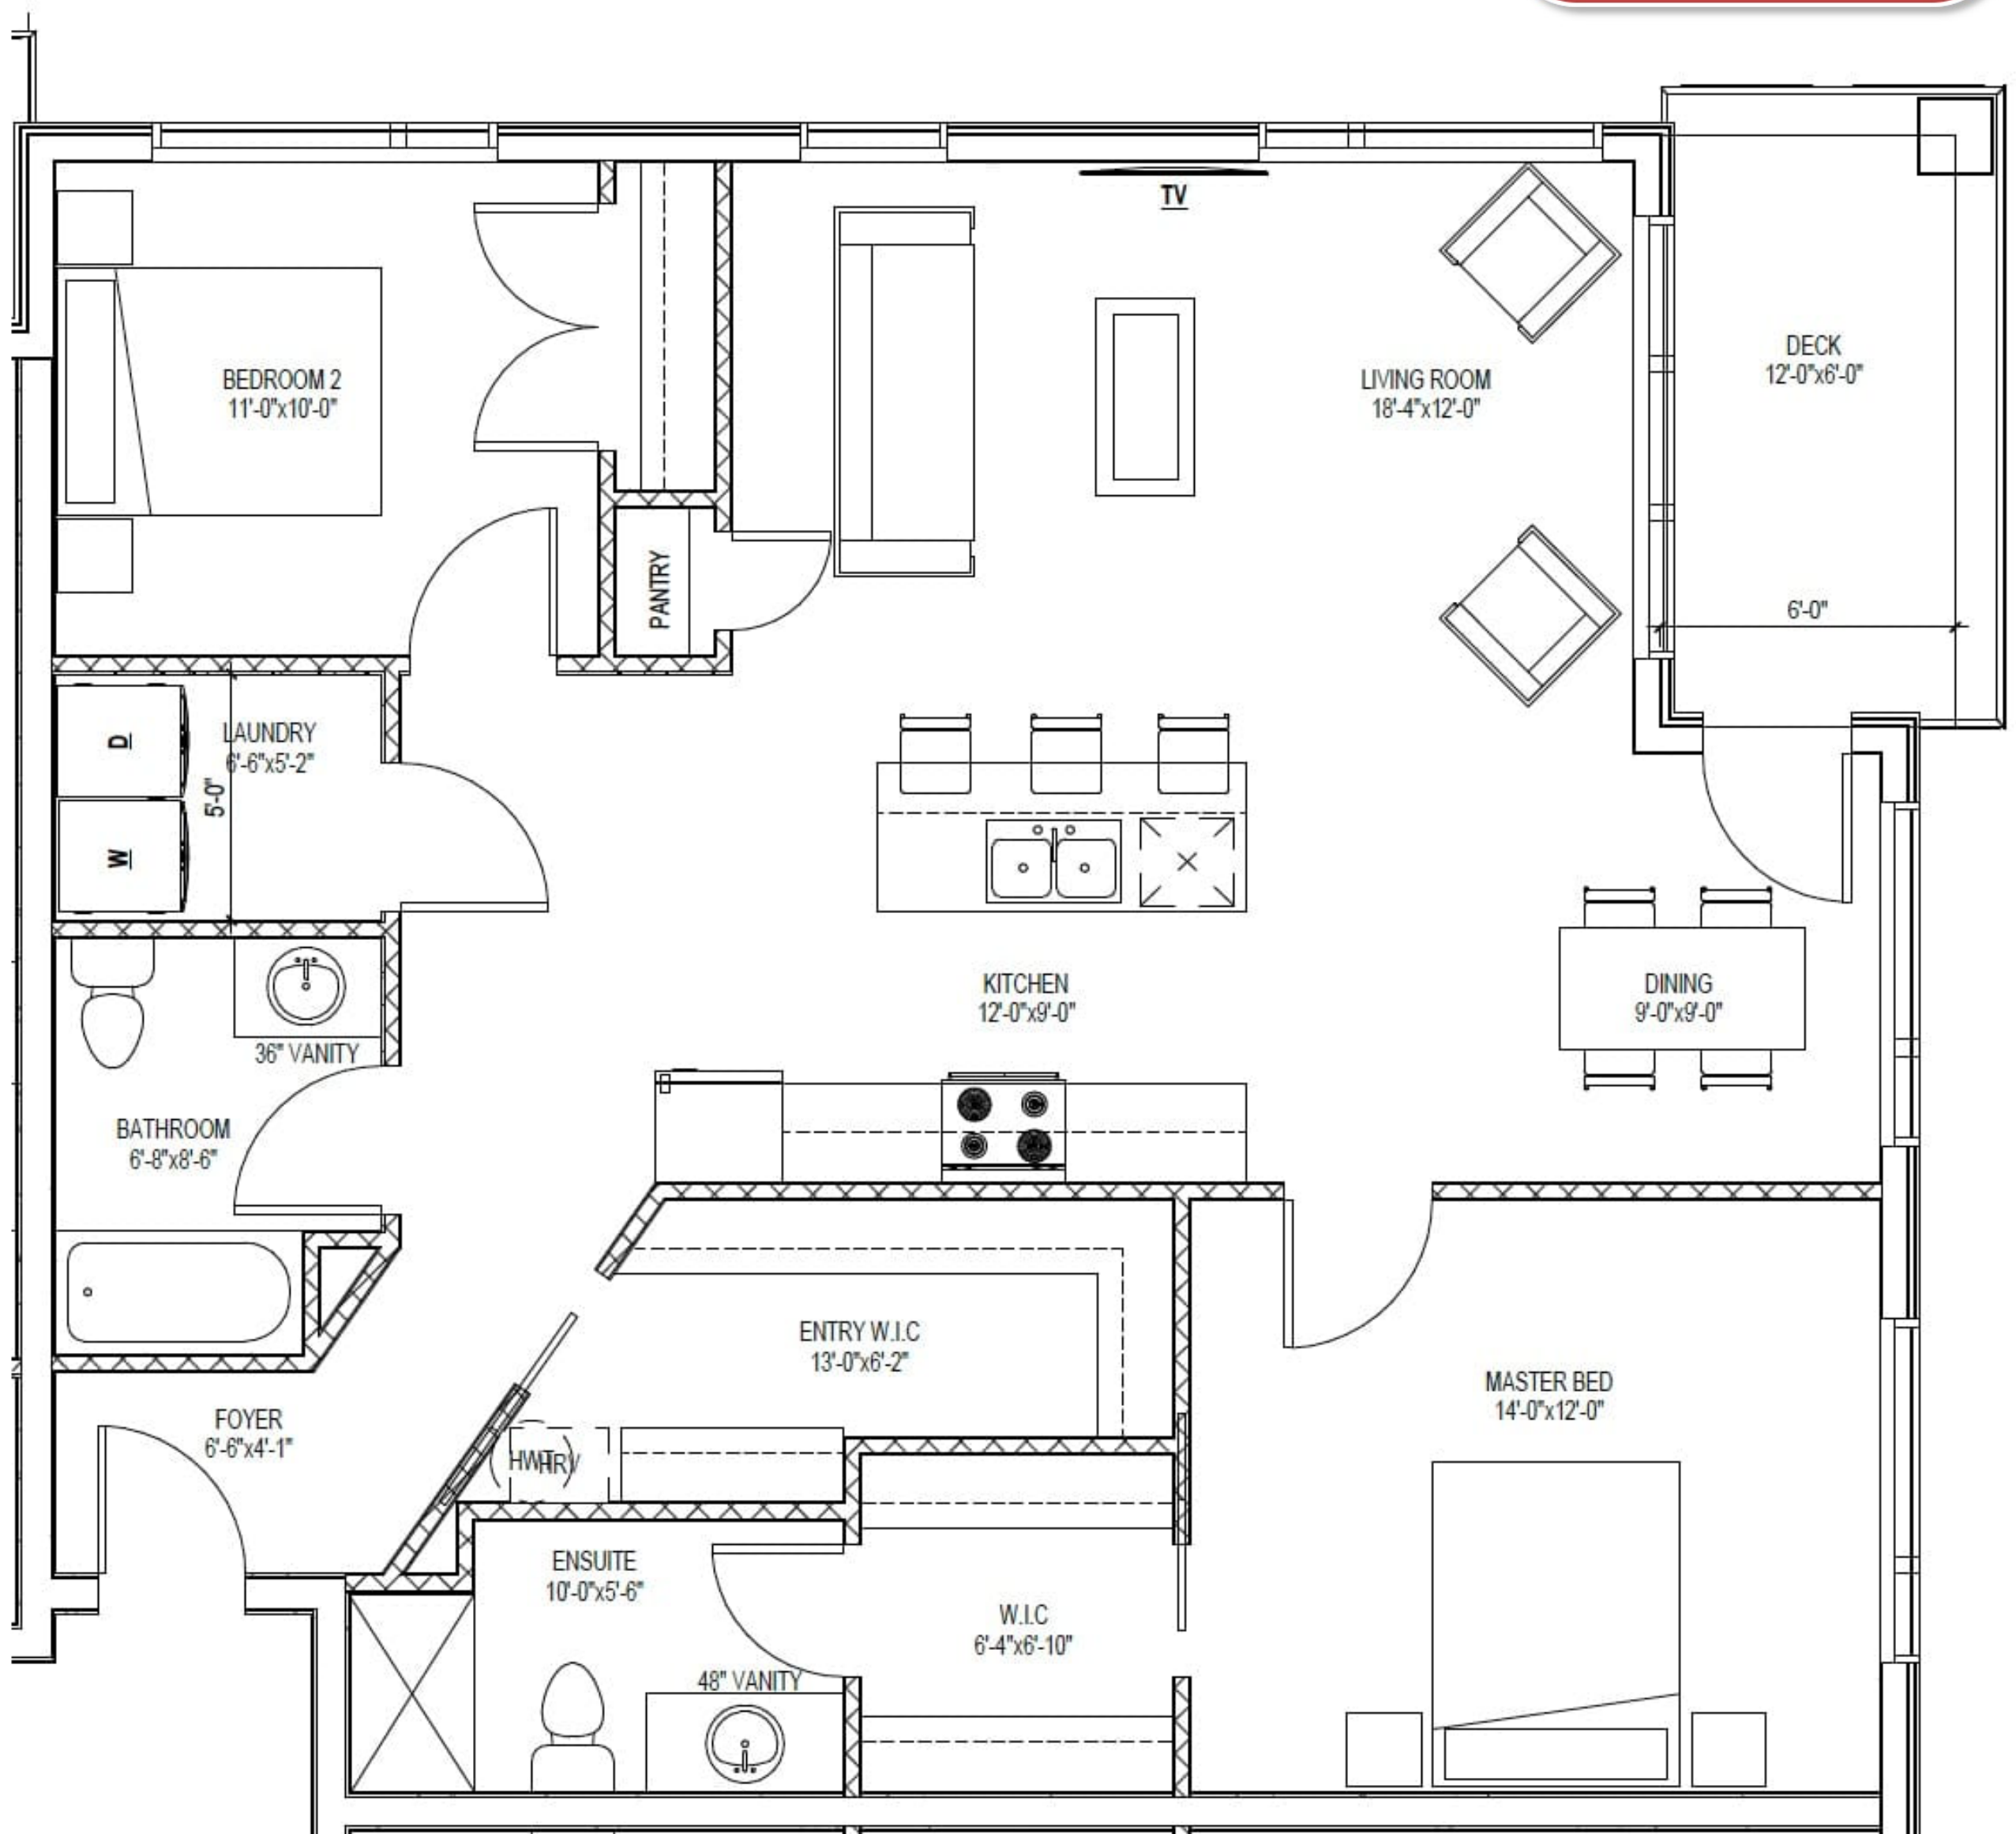 TV
BEDROOM 2
11'-0"x10'-0"
LIVING ROOM
18'-4"x12'-0"
DECK
12'-0"x6'-0"
6'-0"
PANTRY
D
LAUNDRY
6'-6"x5'-2"
5'-0"
W
36" VANITY
KITCHEN
12'-0"x9'-0"
DINING
9'-0"x9'-0"
BATHROOM
6'-8"x8'-6"
ENTRY W.I.C
13'-0"x6'-2"
MASTER BED
14'-0"x12'-0"
FOYER
6'-6"x4'-1"
HWT
HRV
ENSUITE
10'-0"x5'-6"
W.I.C
6'-4"x6'-10"
48" VANITY